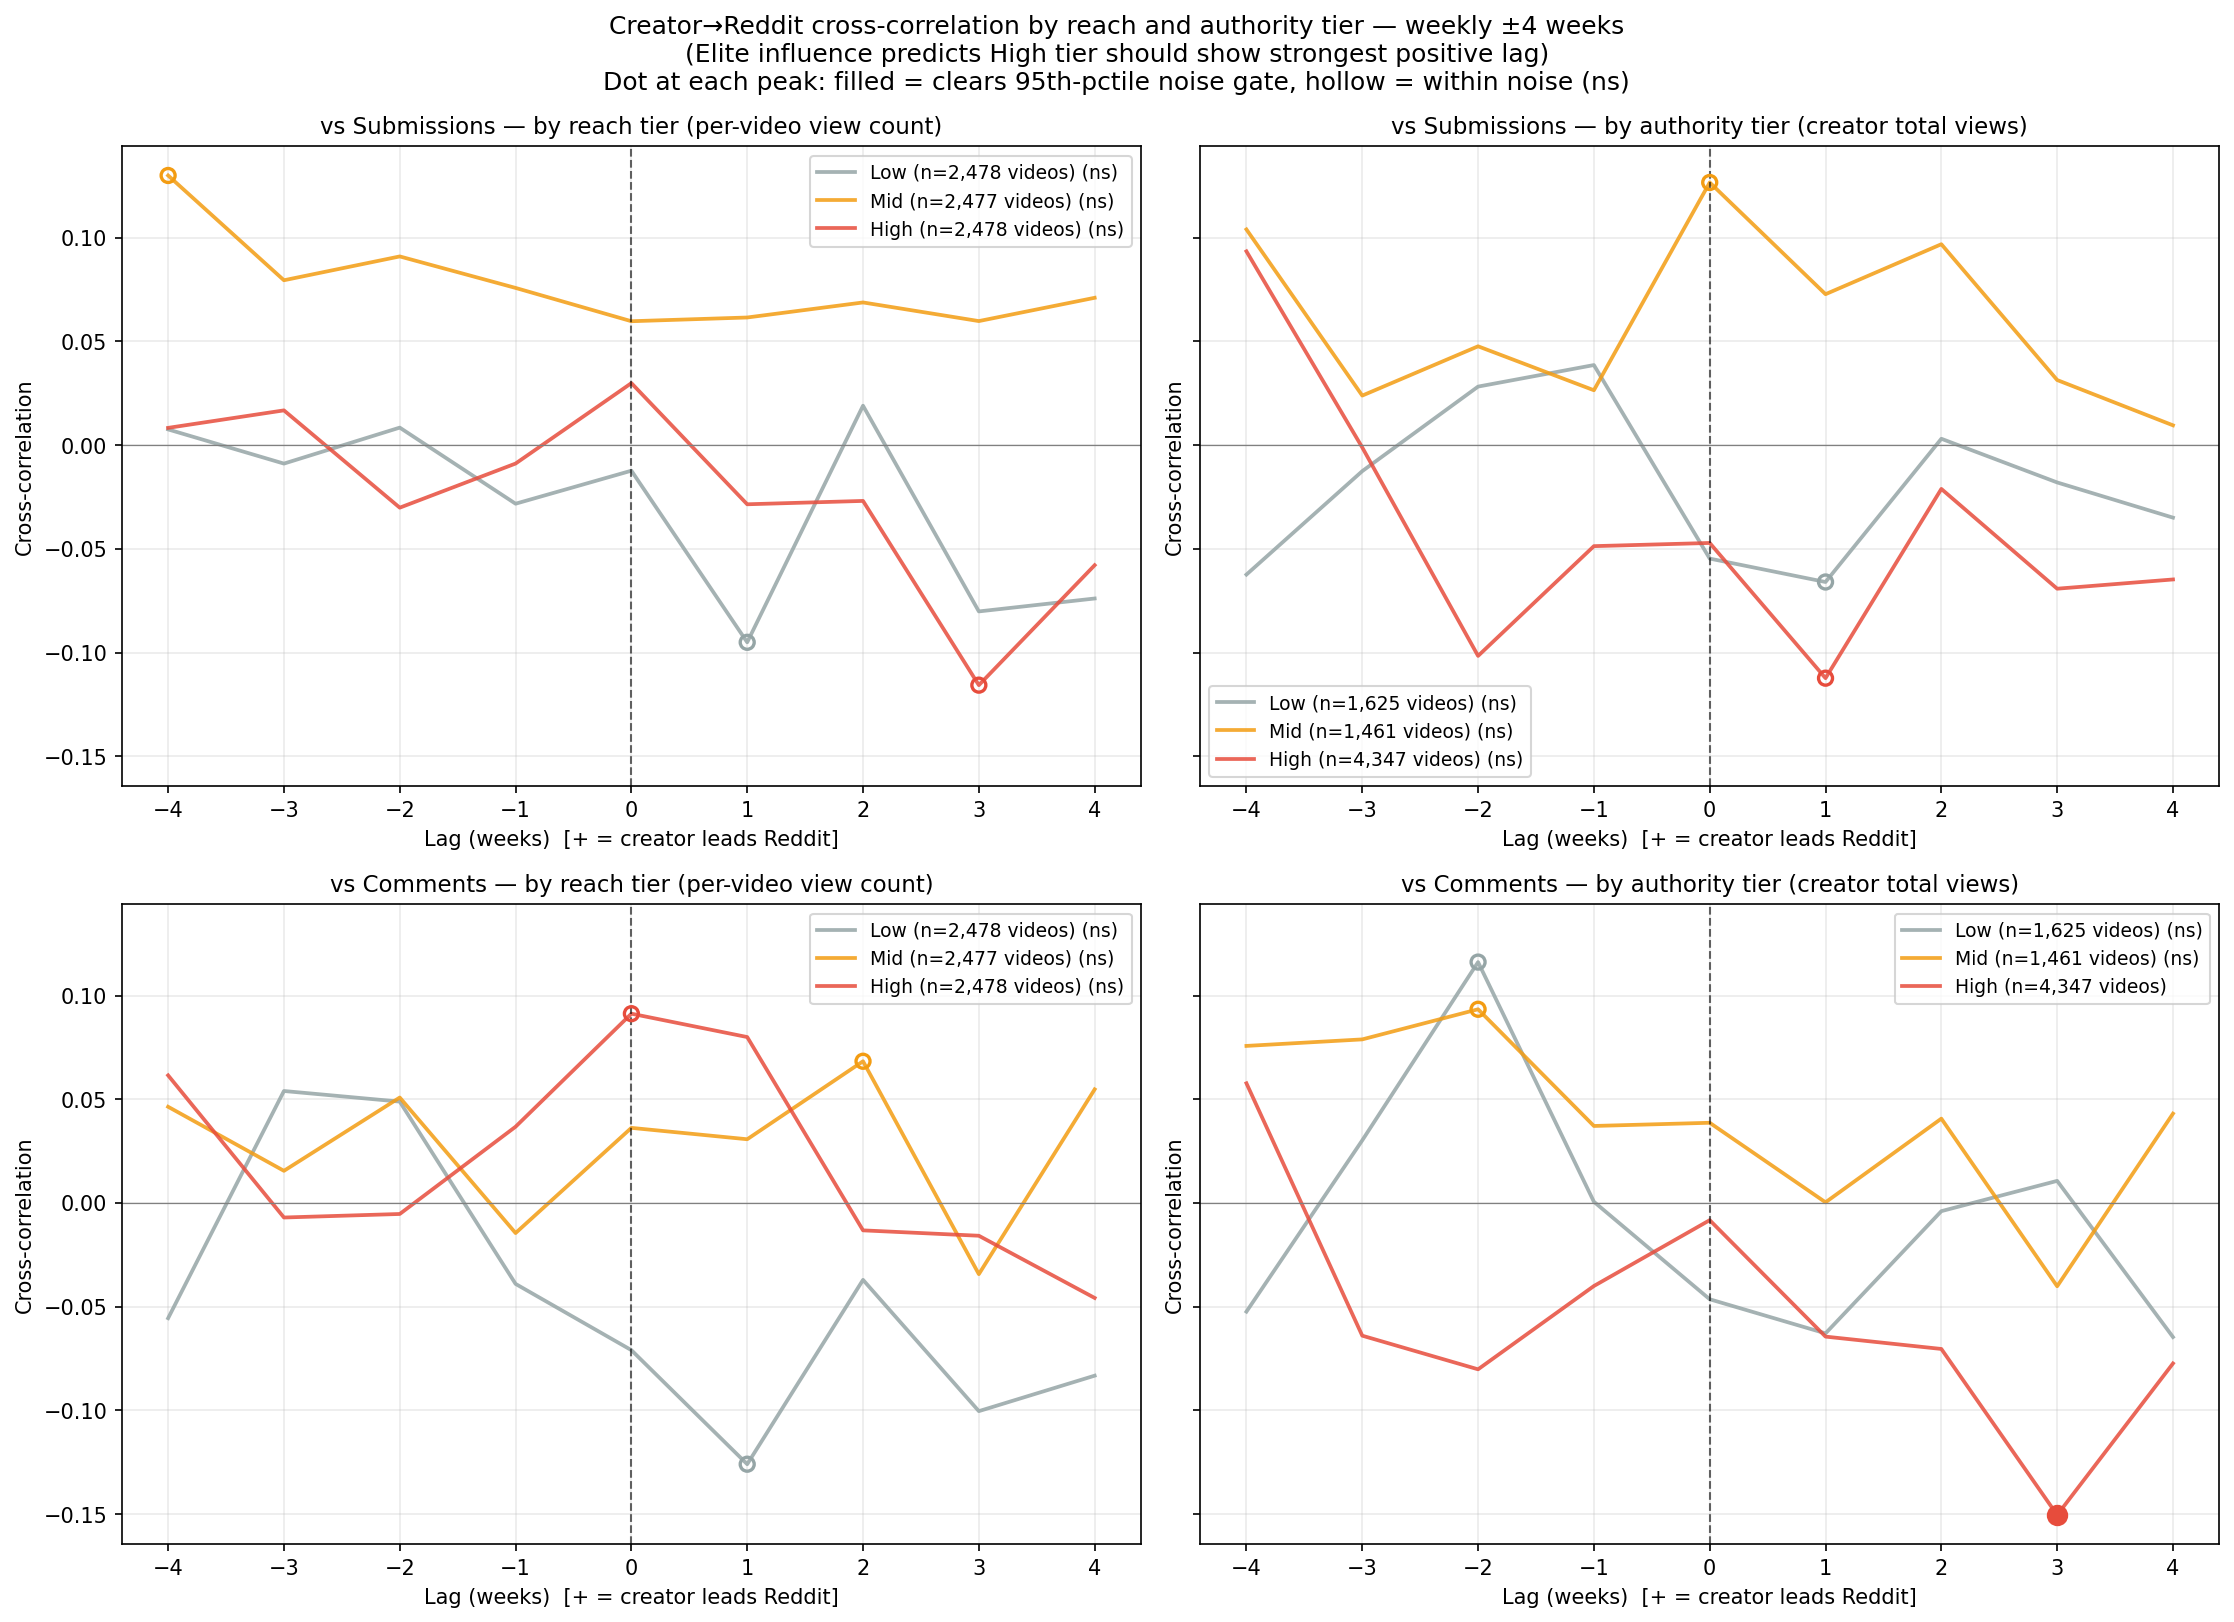 Creator→Reddit cross-correlation by reach and authority tier — weekly ±4 weeks
(Elite influence predicts High tier should show strongest positive lag)
Dot at each peak: filled = clears 95th-pctile noise gate, hollow = within noise (ns)
vs Submissions — by reach tier (per-video view count)
Low (n=2,478 videos) (ns)
Mid (n=2,477 videos) (ns)
High (n=2,478 videos) (ns)
Cross-correlation
0.10
0.05
0.00
−0.05
−0.10
−0.15
−4 −3 −2 −1 0 1 2 3 4
Lag (weeks)  [+ = creator leads Reddit]
vs Submissions — by authority tier (creator total views)
Cross-correlation
Low (n=1,625 videos) (ns)
Mid (n=1,461 videos) (ns)
High (n=4,347 videos) (ns)
−4 −3 −2 −1 0 1 2 3 4
Lag (weeks)  [+ = creator leads Reddit]
vs Comments — by reach tier (per-video view count)
Low (n=2,478 videos) (ns)
Mid (n=2,477 videos) (ns)
High (n=2,478 videos) (ns)
Cross-correlation
0.10
0.05
0.00
−0.05
−0.10
−0.15
−4 −3 −2 −1 0 1 2 3 4
Lag (weeks)  [+ = creator leads Reddit]
vs Comments — by authority tier (creator total views)
Low (n=1,625 videos) (ns)
Mid (n=1,461 videos) (ns)
High (n=4,347 videos)
Cross-correlation
−4 −3 −2 −1 0 1 2 3 4
Lag (weeks)  [+ = creator leads Reddit]